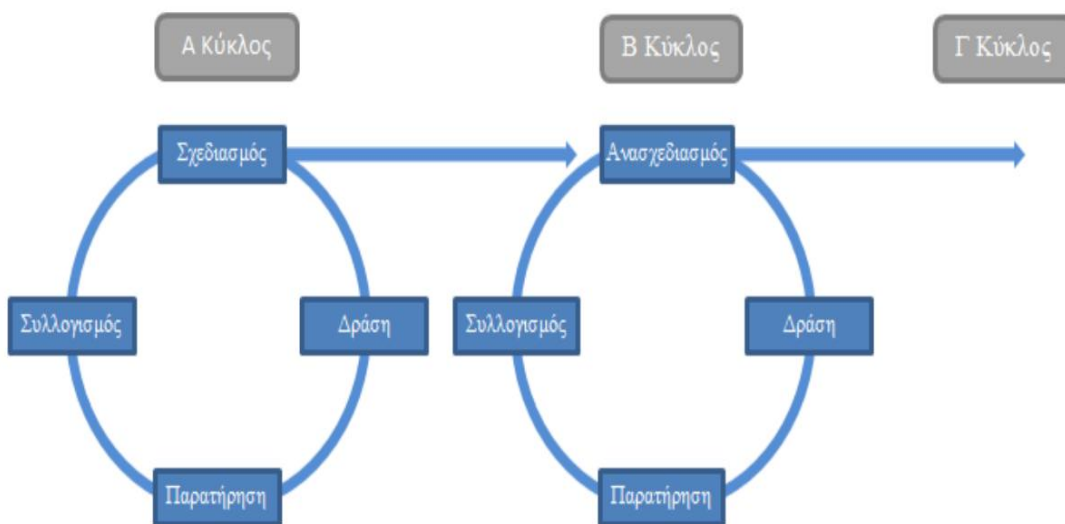 Α Κύκλος
Β Κύκλος
Γ Κύκλος
Σχεδιασμός
Ανασχεδιασμός
Συλλογισμός
Δράση
Συλλογισμός
Δράση
Παρατήρηση
Παρατήρηση